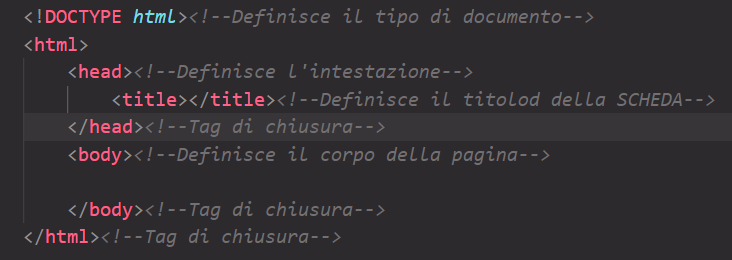 <!DOCTYPE html><!--Definisce il tipo di documento-->
<html>
<head><!--Definisce l'intestazione-->
<title></title><!--Definisce il titolod della SCHEDA-->
</head><!--Tag di chiusura-->
<body><!--Definisce il corpo della pagina-->
</body><!--Tag di chiusura-->
</html><!--Tag di chiusura-->